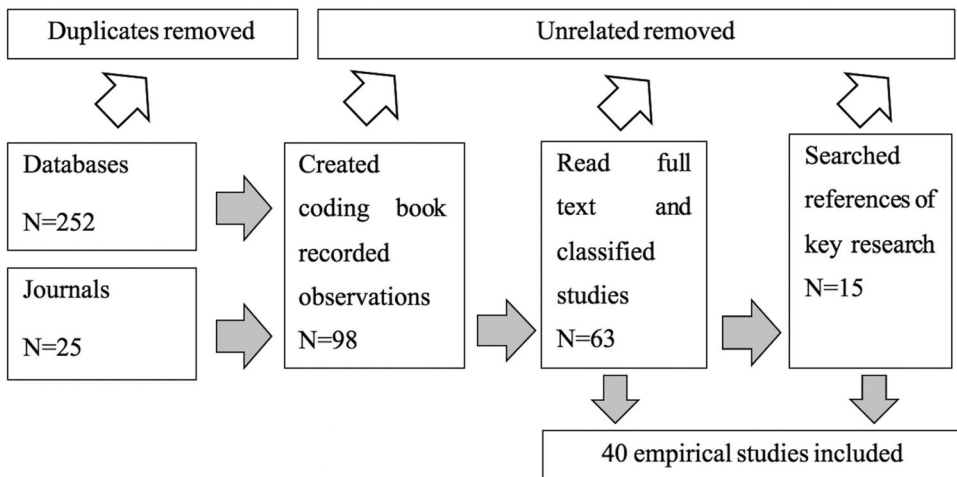 Duplicates removed
Unrelated removed
Databases
N=252
Journals
N=25
Created
coding book
recorded
observations
N=98
Read full
text and
classified
studies
N=63
Searched
references of
key research
N=15
40 empirical studies included